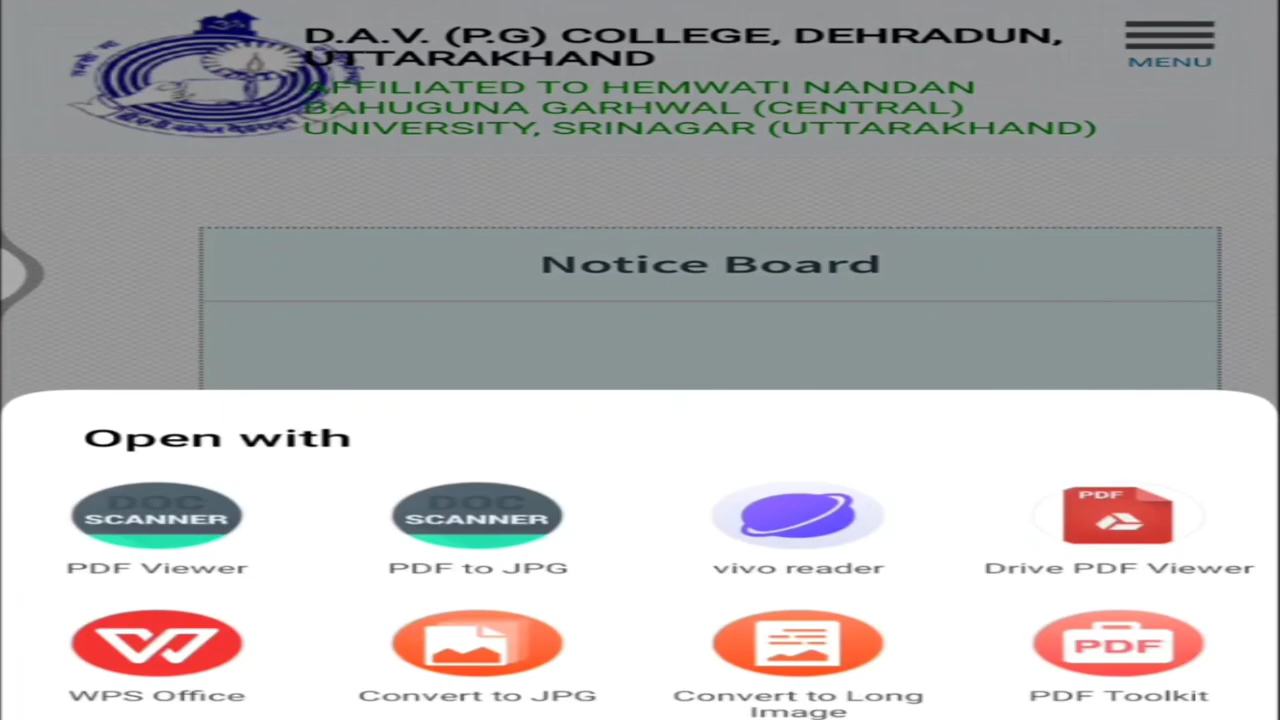 D.A.V. (P.G) COLLEGE, DEHRADUN,
UTTARAKHAND
AFFILIATED TO HEMWATI NANDAN
BAHUGUNA GARHWAL (CENTRAL)
UNIVERSITY, SRINAGAR (UTTARAKHAND)
MENU
Notice Board
Open with
DOC
SCANNER
PDF Viewer
DOC
SCANNER
PDF to JPG
vivo reader
PDF
Drive PDF Viewer
WPS Office
Convert to JPG
Convert to Long
Image
PDF
PDF Toolkit